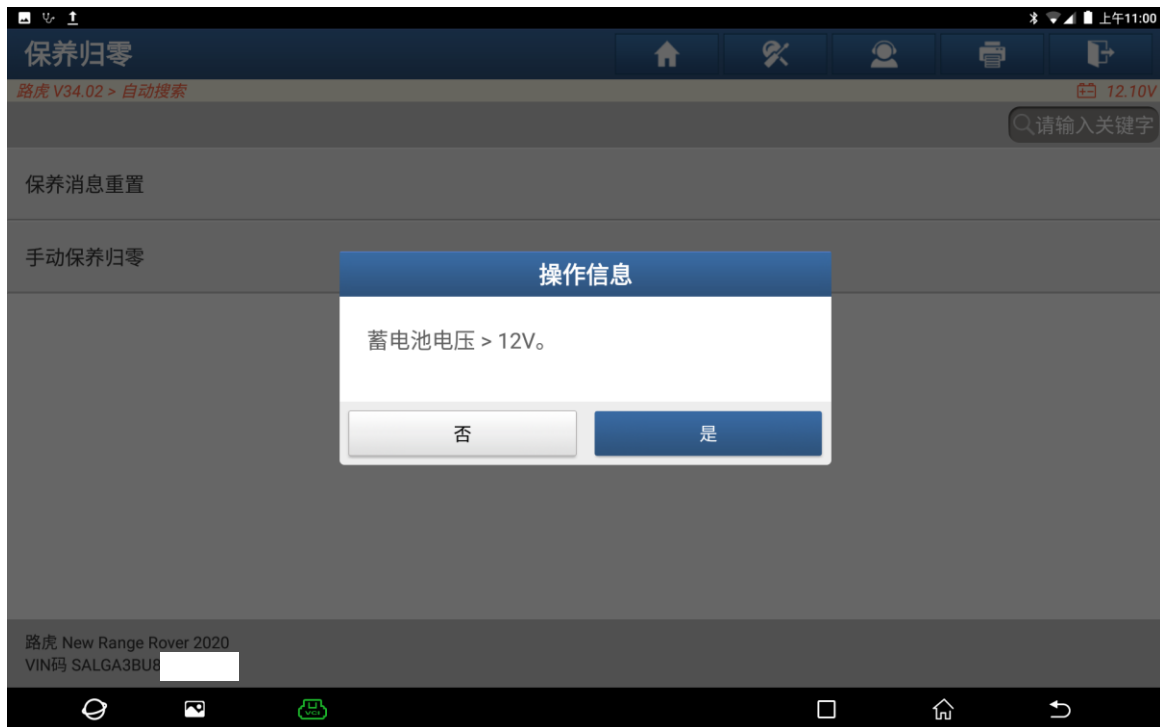 上午11:00
保养归零
路虎 V34.02 > 自动搜索
12.10V
请输入关键字
保养消息重置
手动保养归零
操作信息
蓄电池电压 > 12V。
否
是
路虎 New Range Rover 2020
VIN码 SALGA3BU8
VCI